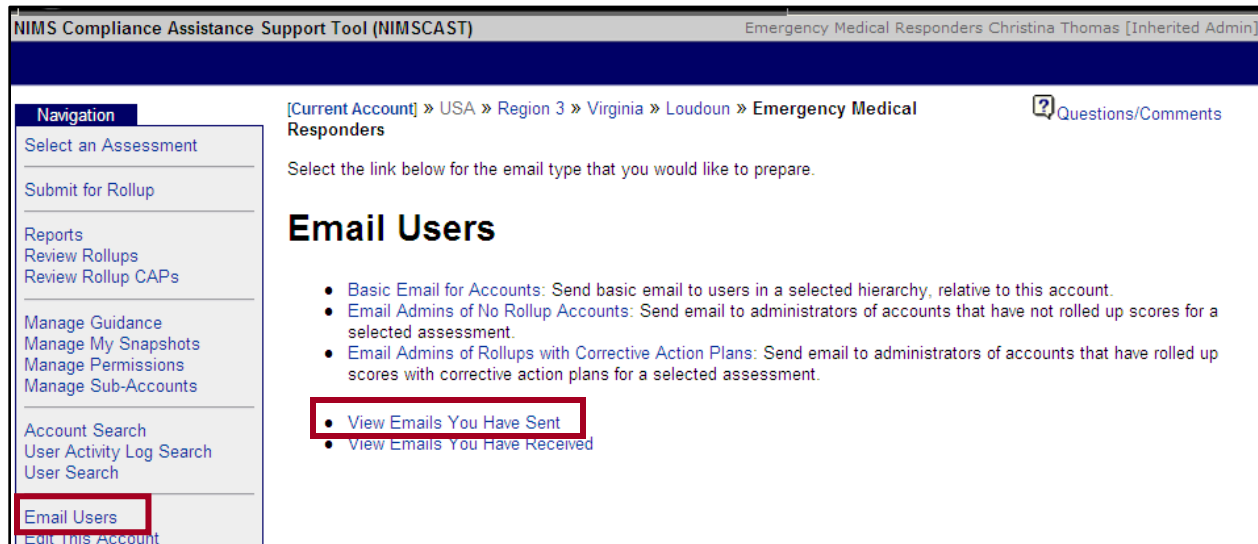 NIMS Compliance Assistance Support Tool (NIMSCAST)
Emergency Medical Responders Christina Thomas [Inherited Admin]
Navigation
Select an Assessment
Submit for Rollup
Reports
Review Rollups
Review Rollup CAPs
Manage Guidance
Manage My Snapshots
Manage Permissions
Manage Sub-Accounts
Account Search
User Activity Log Search
User Search
Email Users
Edit This Account
[Current Account] » USA » Region 3 » Virginia » Loudoun » Emergency Medical
Responders
Questions/Comments
Select the link below for the email type that you would like to prepare.
Email Users
● Basic Email for Accounts: Send basic email to users in a selected hierarchy, relative to this account.
● Email Admins of No Rollup Accounts: Send email to administrators of accounts that have not rolled up scores for a
selected assessment.
● Email Admins of Rollups with Corrective Action Plans: Send email to administrators of accounts that have rolled up
scores with corrective action plans for a selected assessment.
● View Emails You Have Sent
● View Emails You Have Received